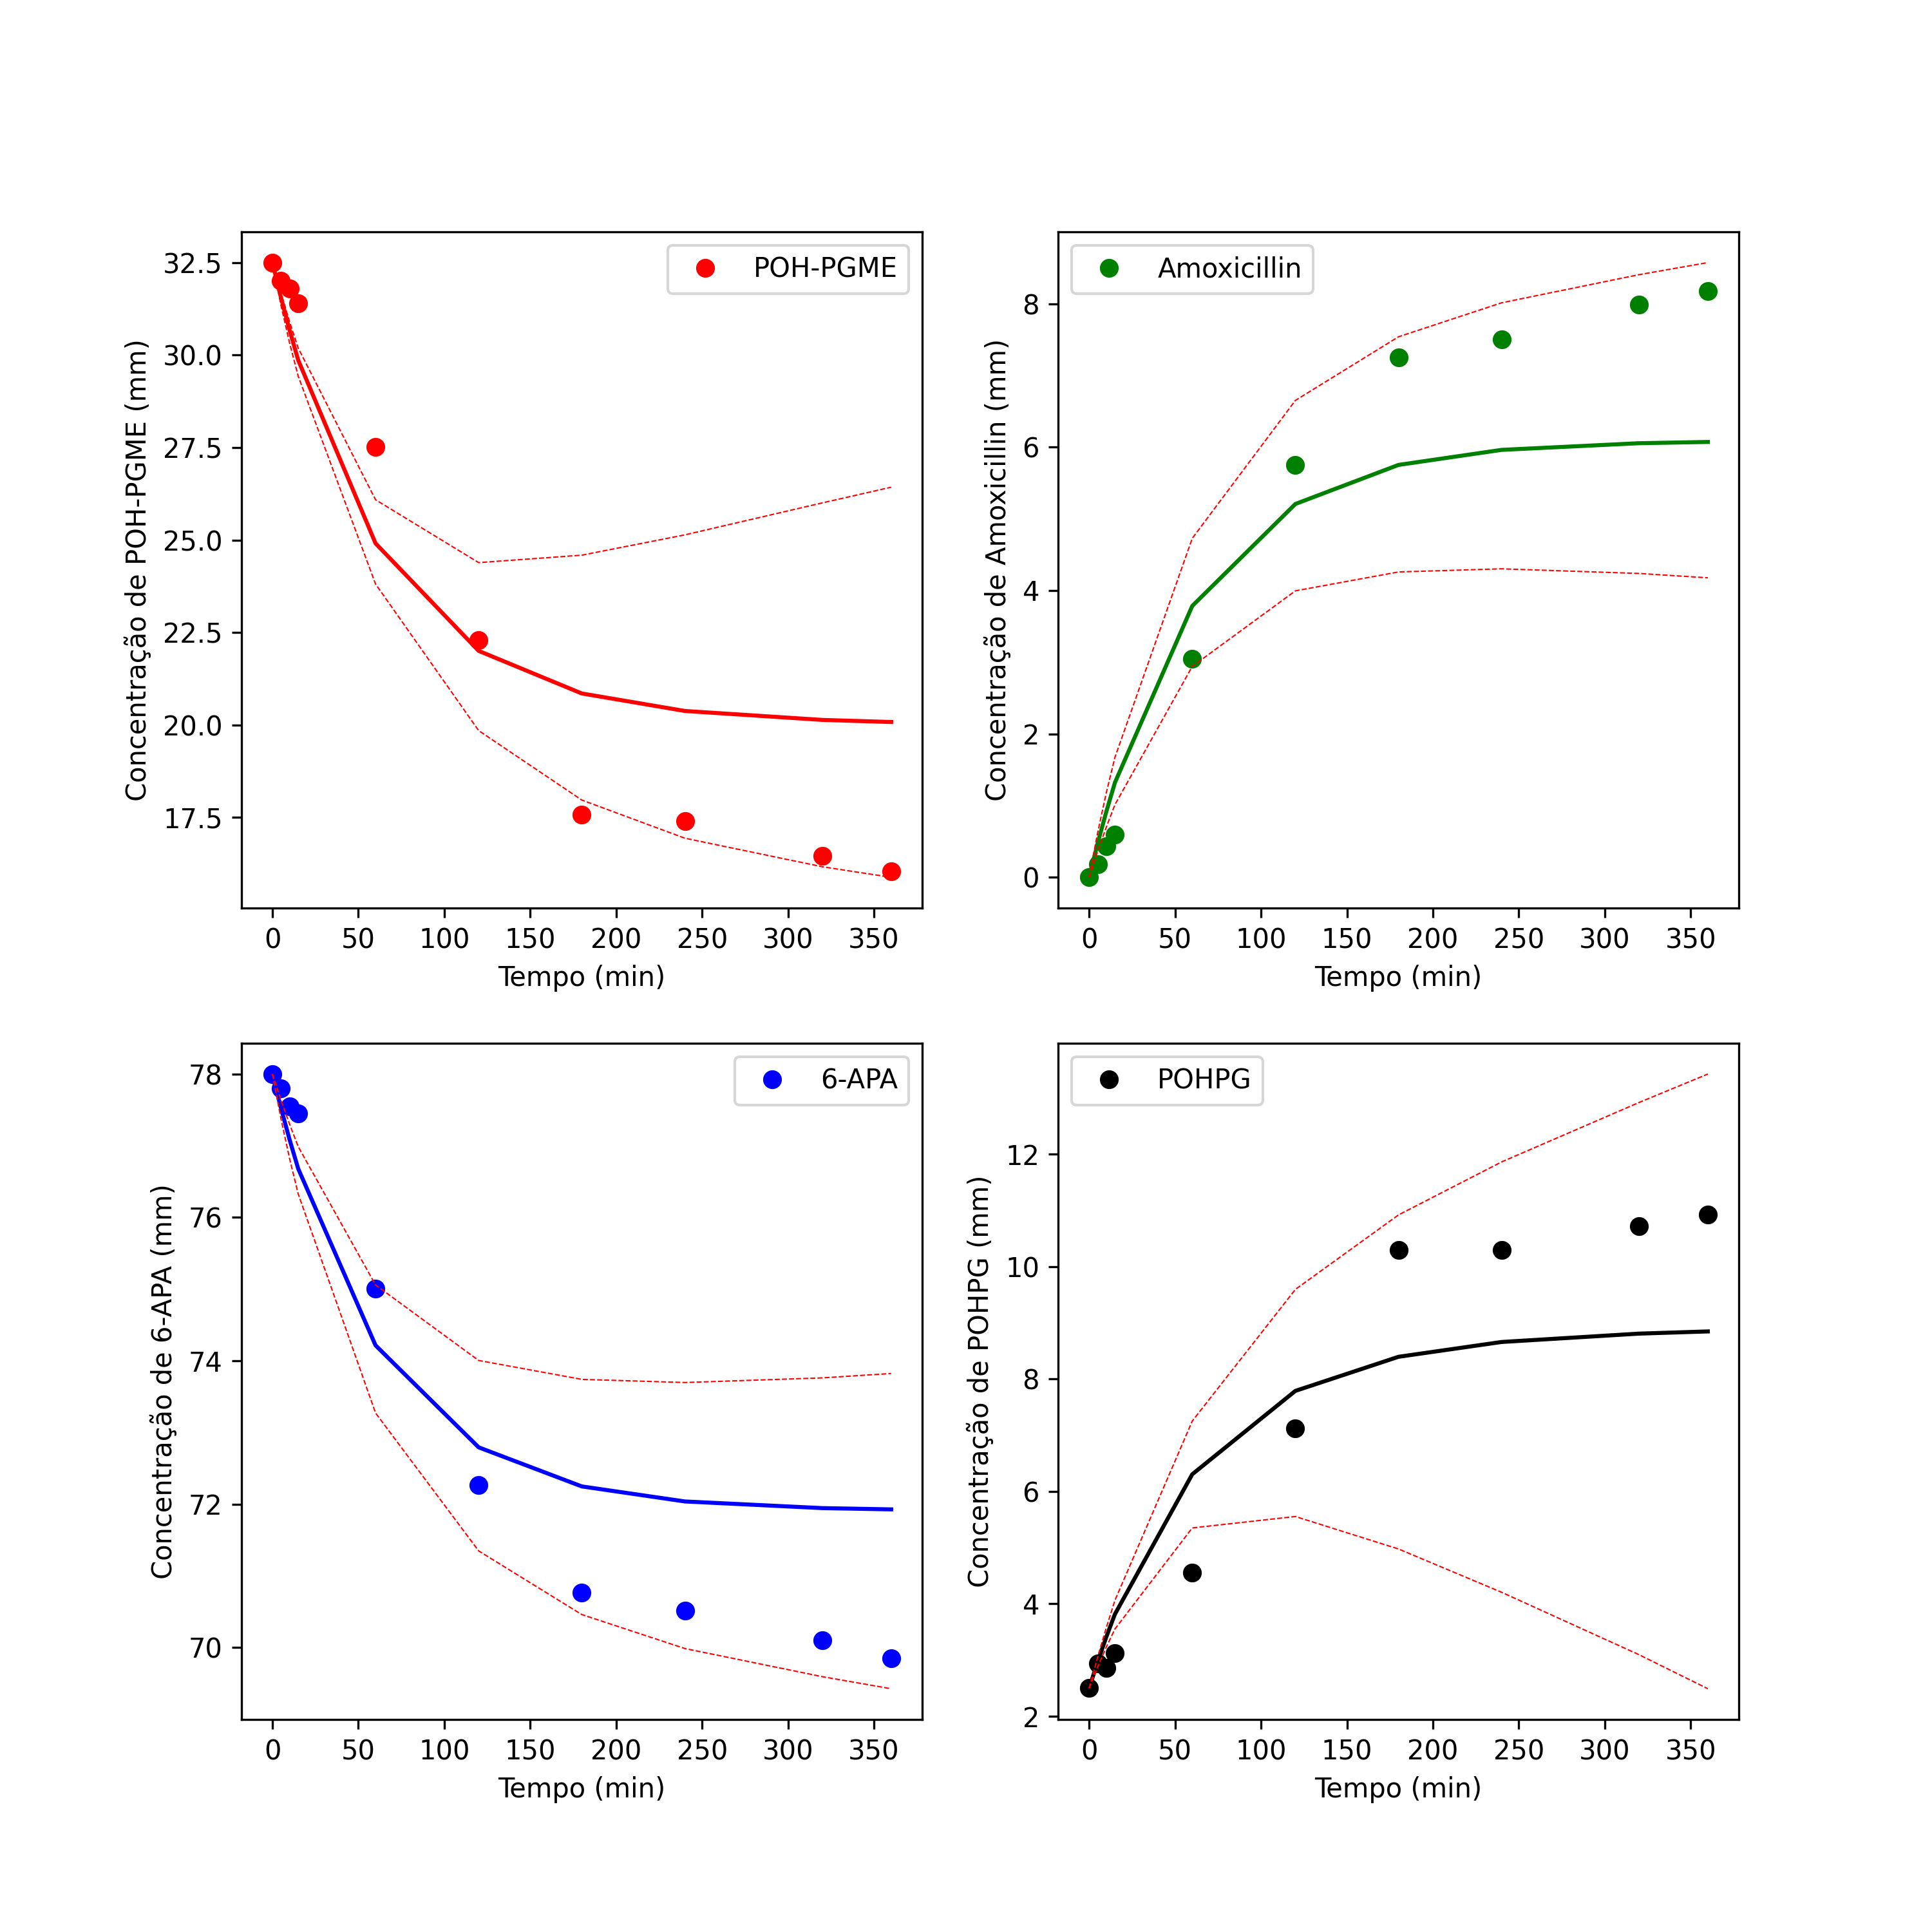 POH-PGME
Concentração de POH-PGME (mm)
32.5
30.0
27.5
25.0
22.5
20.0
17.5
0 50 100 150 200 250 300 350
Tempo (min)
Amoxicillin
Concentração de Amoxicillin (mm)
8
6
4
2
0
0 50 100 150 200 250 300 350
Tempo (min)
6-APA
Concentração de 6-APA (mm)
78
76
74
72
70
0 50 100 150 200 250 300 350
Tempo (min)
POHPG
Concentração de POHPG (mm)
12
10
8
6
4
2
0 50 100 150 200 250 300 350
Tempo (min)